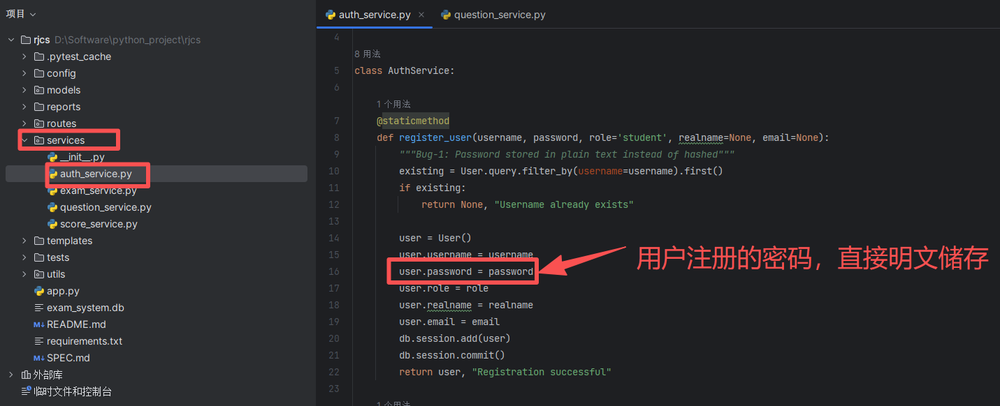 项目
auth_service.py
question_service.py
rjcs D:\Software\python_project\rjcs
.pytest_cache
config
models
reports
routes
services
__init__.py
auth_service.py
exam_service.py
question_service.py
score_service.py
templates
tests
utils
app.py
exam_system.db
README.md
requirements.txt
SPEC.md
外部库
临时文件和控制台
4
8 用法
5 class AuthService:
6
1 个用法
7 @staticmethod
8 def register_user(username, password, role='student', realname=None, email=None):
9 """Bug-1: Password stored in plain text instead of hashed"""
10 existing = User.query.filter_by(username=username).first()
11 if existing:
12 return None, "Username already exists"
13
14 user = User()
15 user.username = username
16 user.password = password
17 user.role = role
18 user.realname = realname
19 user.email = email
20 db.session.add(user)
21 db.session.commit()
22 return user, "Registration successful"
23
1 个用法
用户注册的密码，直接明文储存